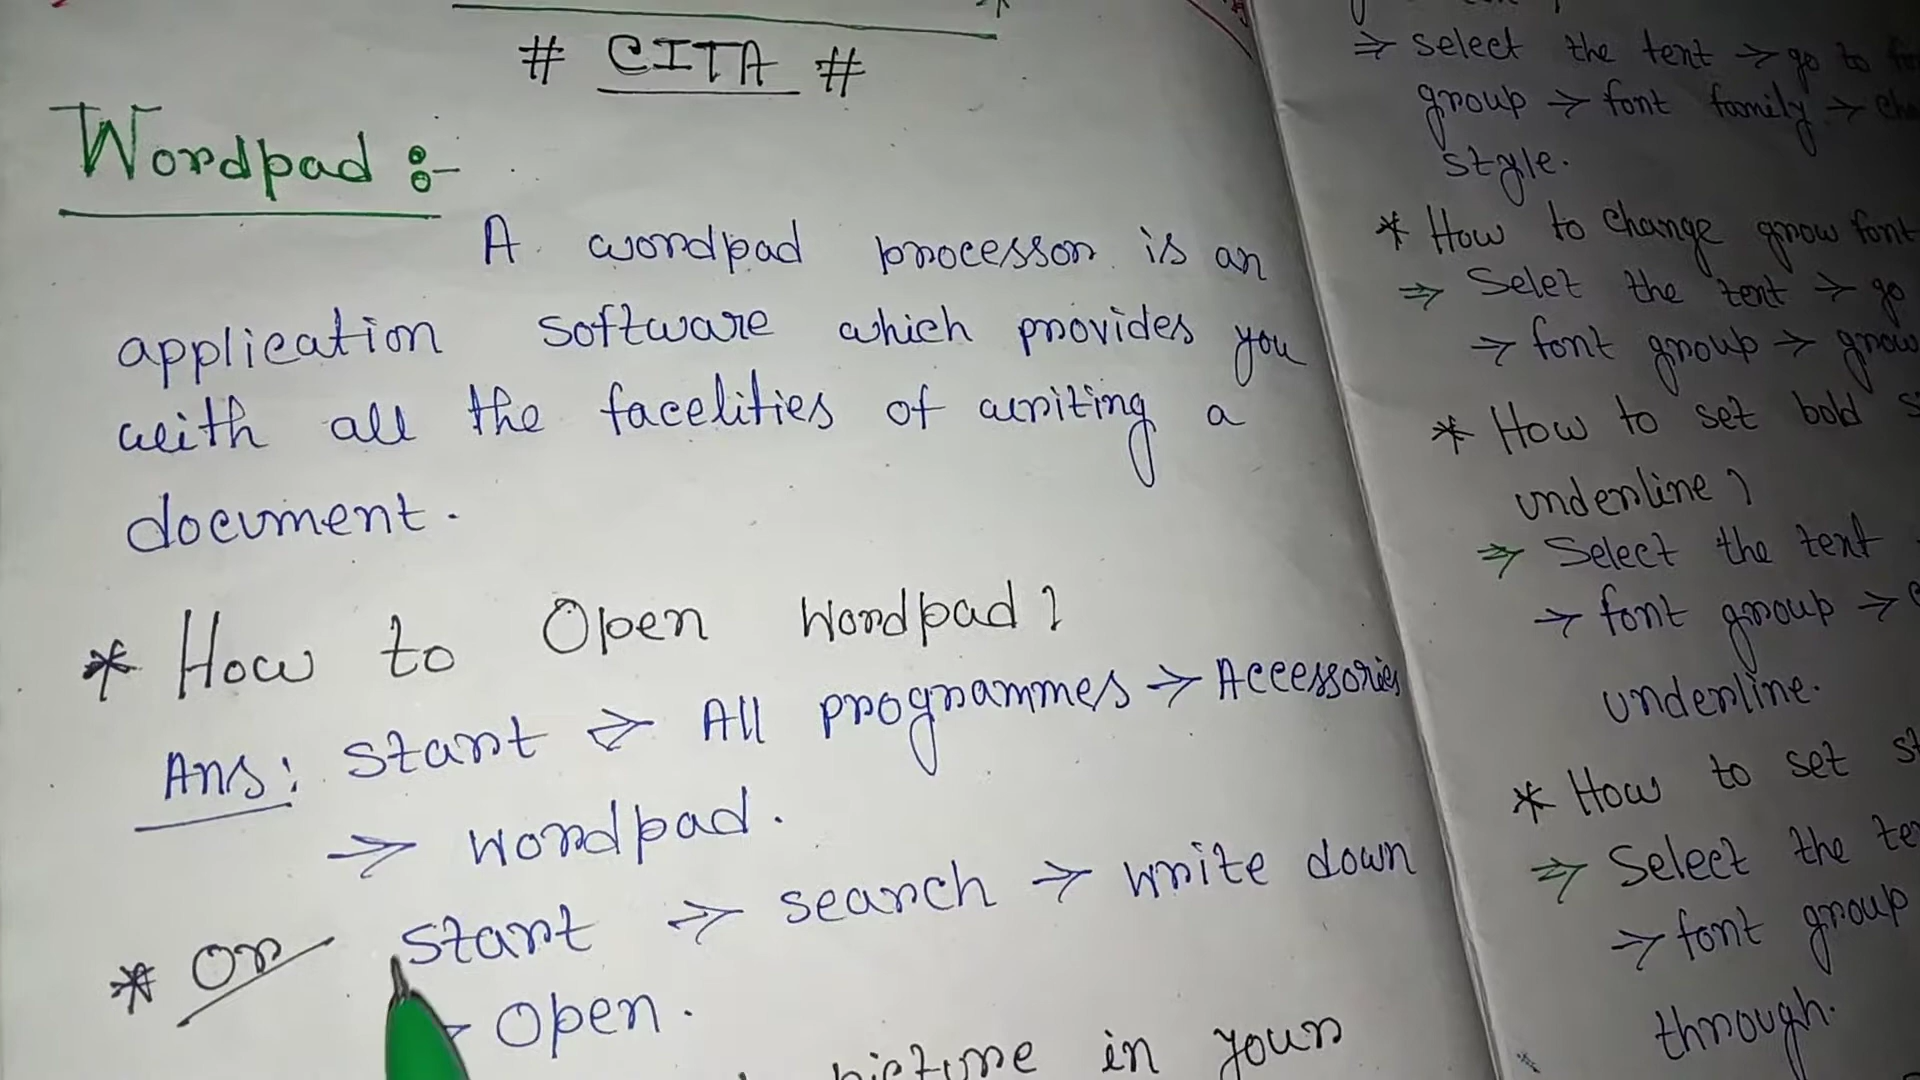 # CITA #
Wordpad :-
A wordpad processor is an
application software which provides you
with all the facelities of writing a
document.
* How to Open Wordpad?
Ans: Start → All programmes → Accessories
→ Wordpad.
* Or Start → search → write down
→ Open.
picture in your
⇒ select the text → go to
group → font family →
style.
* How to change grow font
⇒ Selet the text → go
→ font group → grow
* How to set bold
underline?
⇒ Select the text
→ font group →
underline.
* How to set
⇒ Select the
→ font group
through.